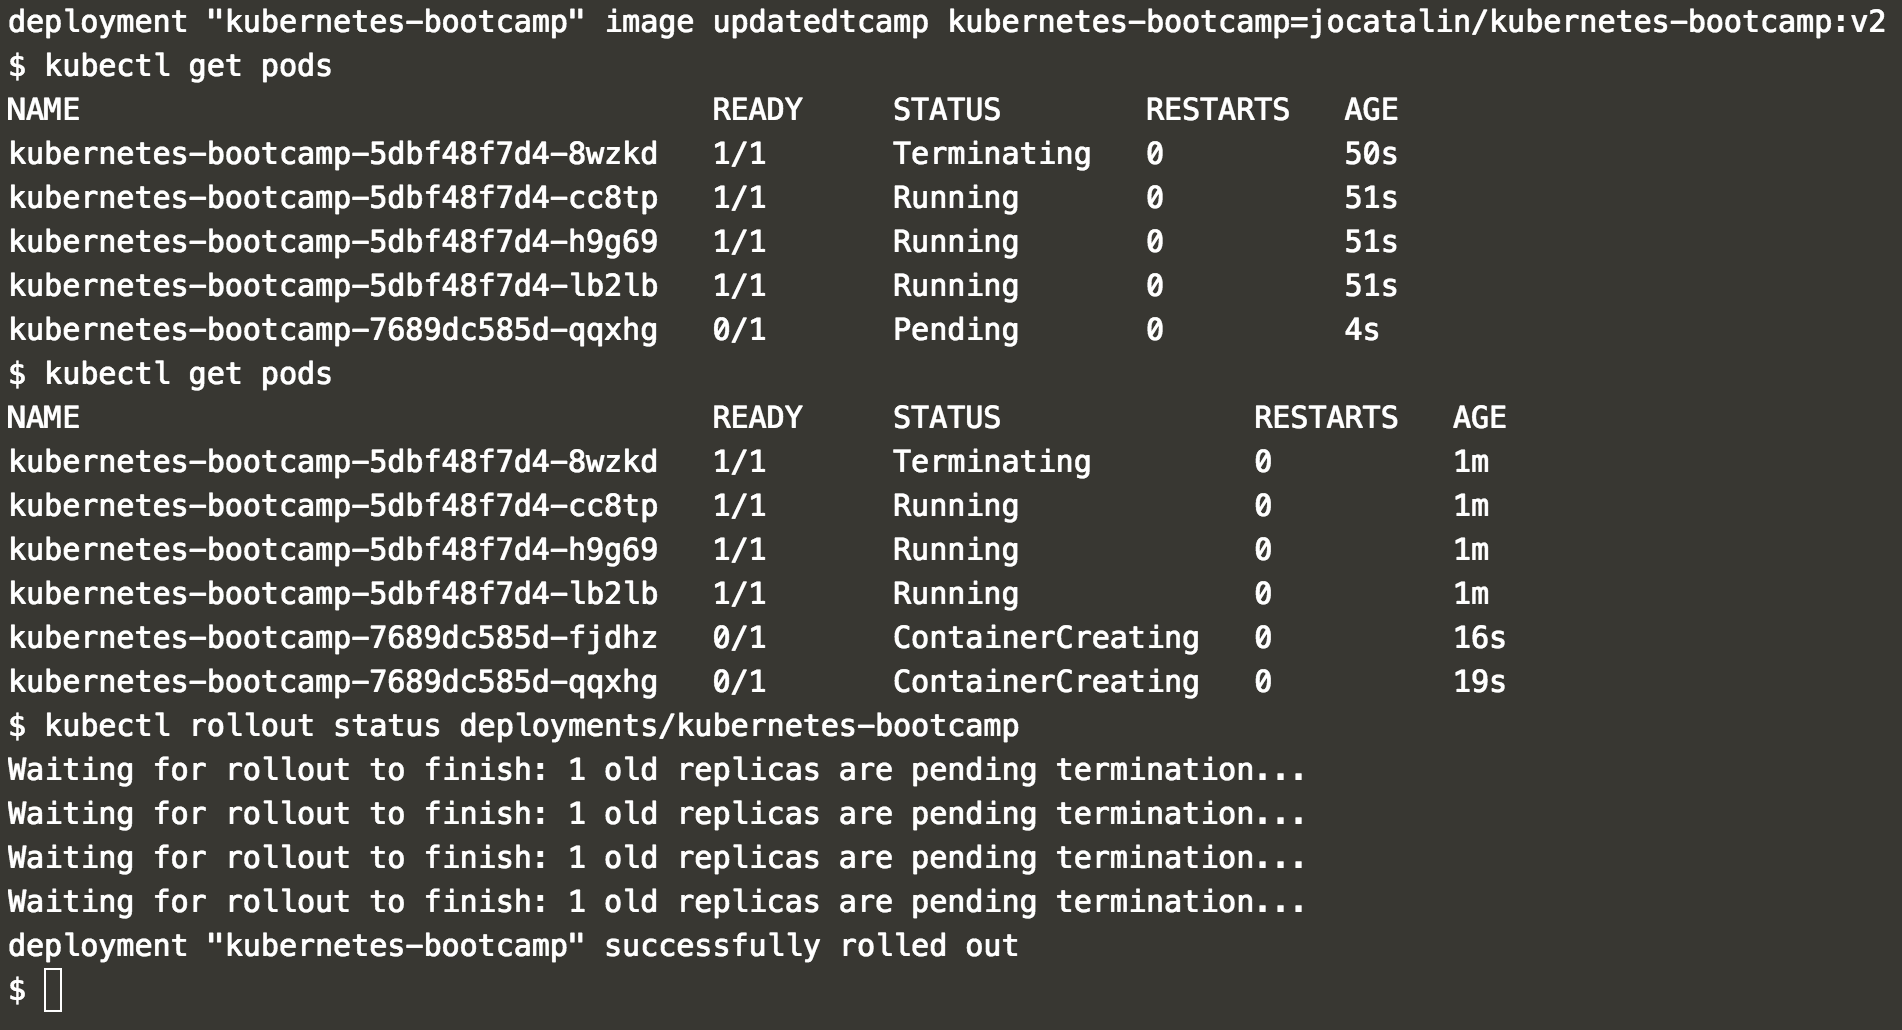 deployment "kubernetes-bootcamp" image updatedtcamp kubernetes-bootcamp=jocatalin/kubernetes-bootcamp:v2
$ kubectl get pods
NAME READY STATUS RESTARTS AGE
kubernetes-bootcamp-5dbf48f7d4-8wzkd 1/1 Terminating 0 50s
kubernetes-bootcamp-5dbf48f7d4-cc8tp 1/1 Running 0 51s
kubernetes-bootcamp-5dbf48f7d4-h9g69 1/1 Running 0 51s
kubernetes-bootcamp-5dbf48f7d4-lb2lb 1/1 Running 0 51s
kubernetes-bootcamp-7689dc585d-qqxhg 0/1 Pending 0 4s
$ kubectl get pods
NAME READY STATUS RESTARTS AGE
kubernetes-bootcamp-5dbf48f7d4-8wzkd 1/1 Terminating 0 1m
kubernetes-bootcamp-5dbf48f7d4-cc8tp 1/1 Running 0 1m
kubernetes-bootcamp-5dbf48f7d4-h9g69 1/1 Running 0 1m
kubernetes-bootcamp-5dbf48f7d4-lb2lb 1/1 Running 0 1m
kubernetes-bootcamp-7689dc585d-fjdhz 0/1 ContainerCreating 0 16s
kubernetes-bootcamp-7689dc585d-qqxhg 0/1 ContainerCreating 0 19s
$ kubectl rollout status deployments/kubernetes-bootcamp
Waiting for rollout to finish: 1 old replicas are pending termination...
Waiting for rollout to finish: 1 old replicas are pending termination...
Waiting for rollout to finish: 1 old replicas are pending termination...
Waiting for rollout to finish: 1 old replicas are pending termination...
deployment "kubernetes-bootcamp" successfully rolled out
$